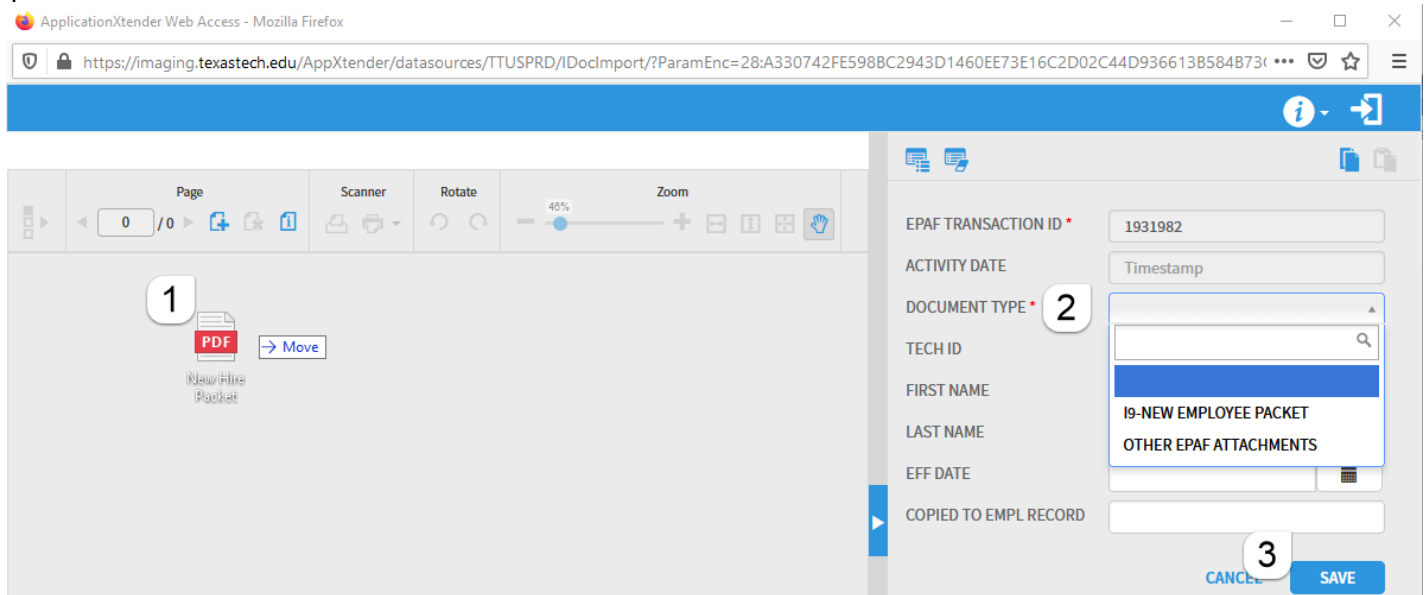 ApplicationXtender Web Access - Mozilla Firefox
https://imaging.texastech.edu/AppXtender/datasources/TTUSPRD/IDocImport/?ParamEnc=28:A330742FE598BC2943D1460EE73E16C2D02C44D936613B584B73(
i
Page
Scanner
Rotate
Zoom
0 / 0
46%
1
PDF
→ Move
New Hire
Packet
EPAF TRANSACTION ID * 1931982
ACTIVITY DATE Timestamp
DOCUMENT TYPE * 2
TECH ID
FIRST NAME
I9-NEW EMPLOYEE PACKET
LAST NAME
OTHER EPAF ATTACHMENTS
EFF DATE
COPIED TO EMPL RECORD
3
CANCEL SAVE